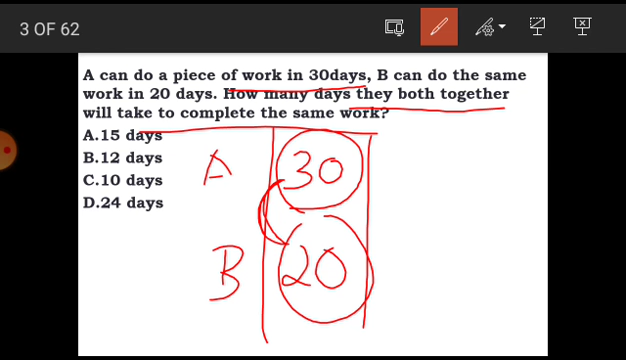 3 OF 62
A can do a piece of work in 30days, B can do the same
work in 20 days. How many days they both together
will take to complete the same work?
A.15 days
B.12 days
C.10 days
D.24 days
A 30
B 20